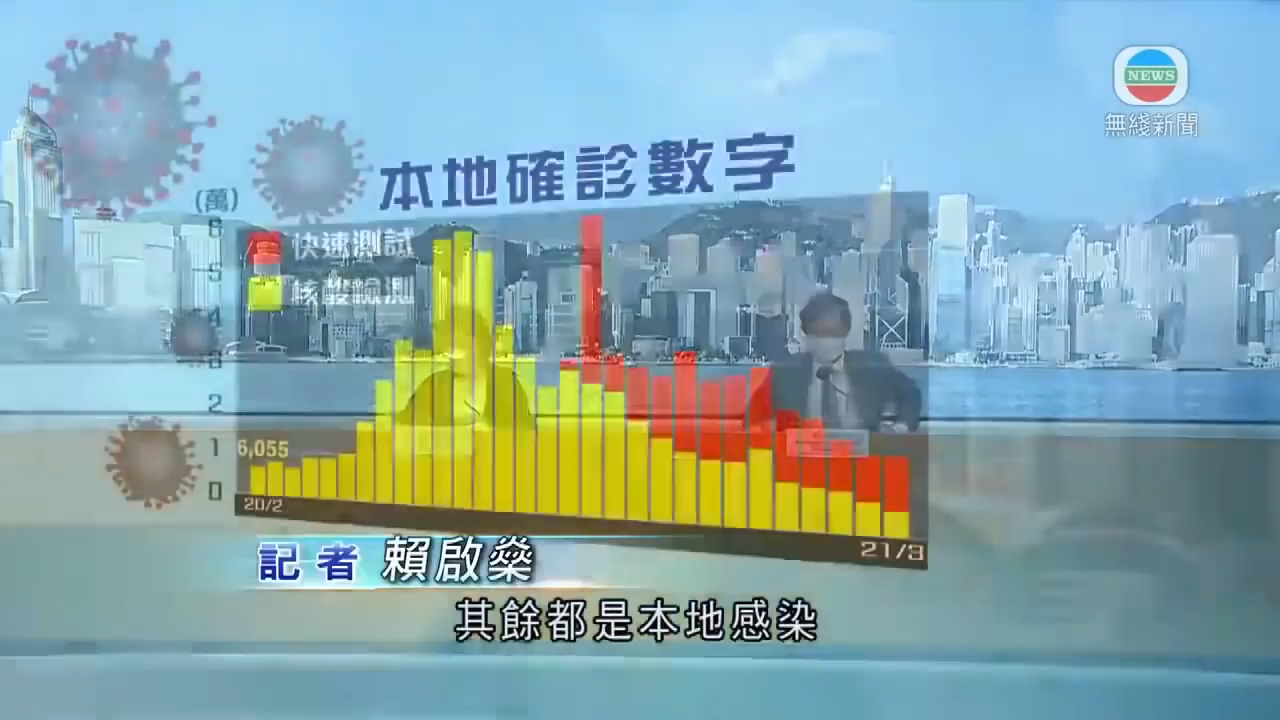 NEWS
無綫新聞
本地確診數字
(萬)
6
5
4
3
2
1
0
快速測試
核酸檢測
6,055
20/2
21/3
記者 賴啟燊
其餘都是本地感染